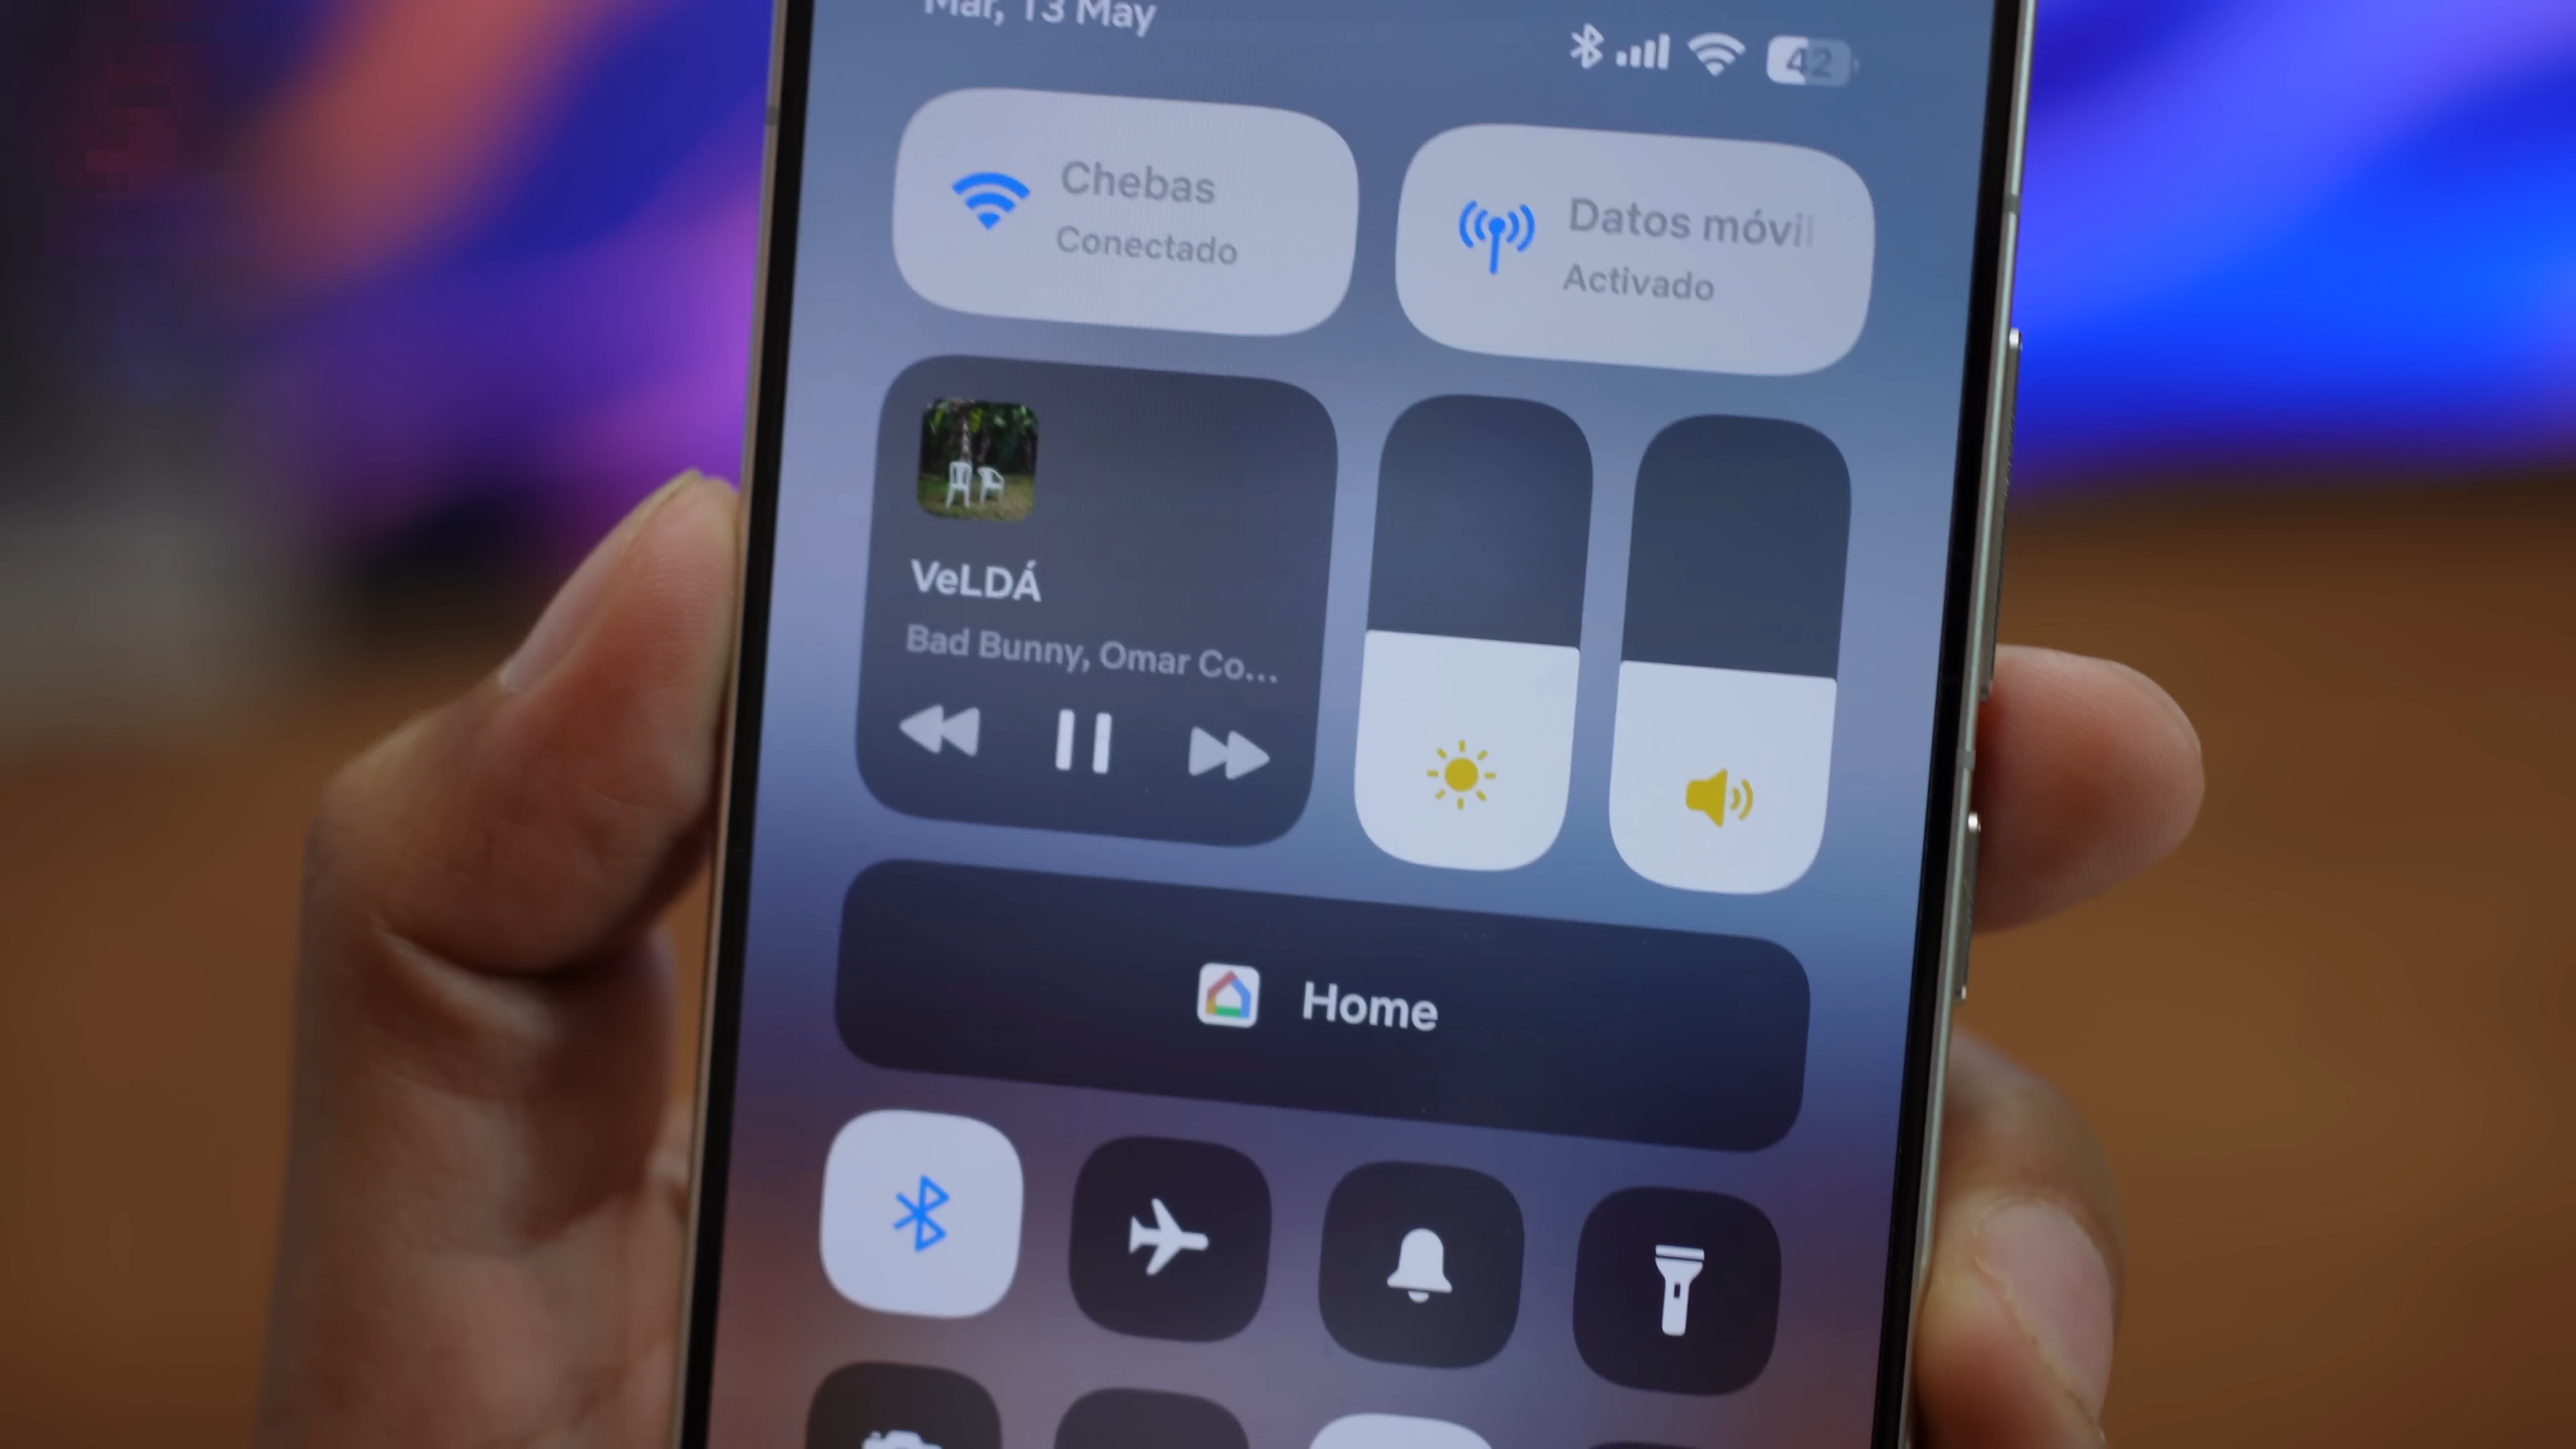 Mar, 13 May
42
Chebas
Conectado
Datos móvil
Activado
VeLDÁ
Bad Bunny, Omar Co...
Home